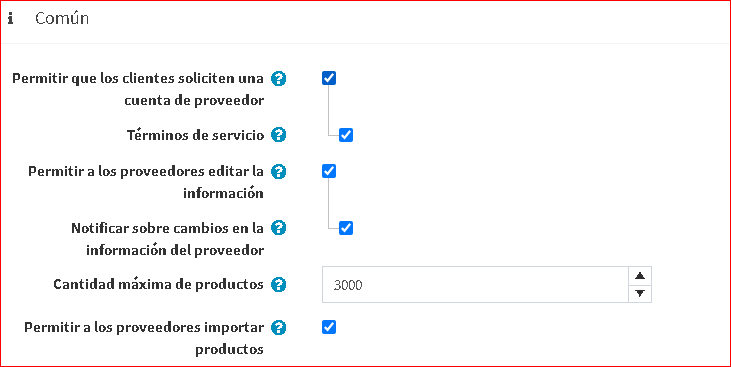 Común
Permitir que los clientes soliciten una
cuenta de proveedor
Términos de servicio
Permitir a los proveedores editar la
información
Notificar sobre cambios en la
información del proveedor
Cantidad máxima de productos
3000
Permitir a los proveedores importar
productos